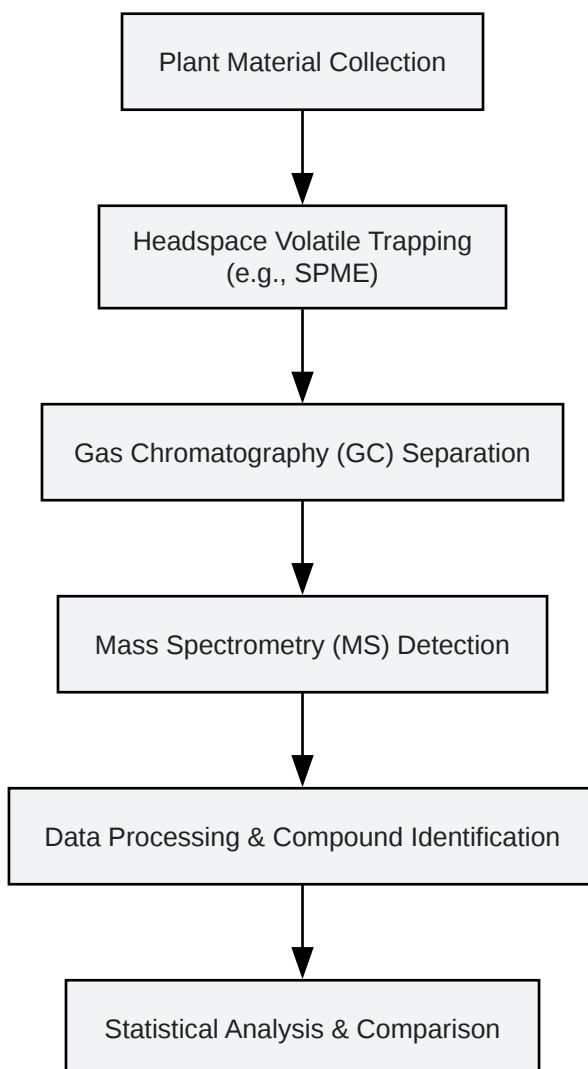 Plant Material Collection
Headspace Volatile Trapping
(e.g., SPME)
Gas Chromatography (GC) Separation
Mass Spectrometry (MS) Detection
Data Processing & Compound Identification
Statistical Analysis & Comparison